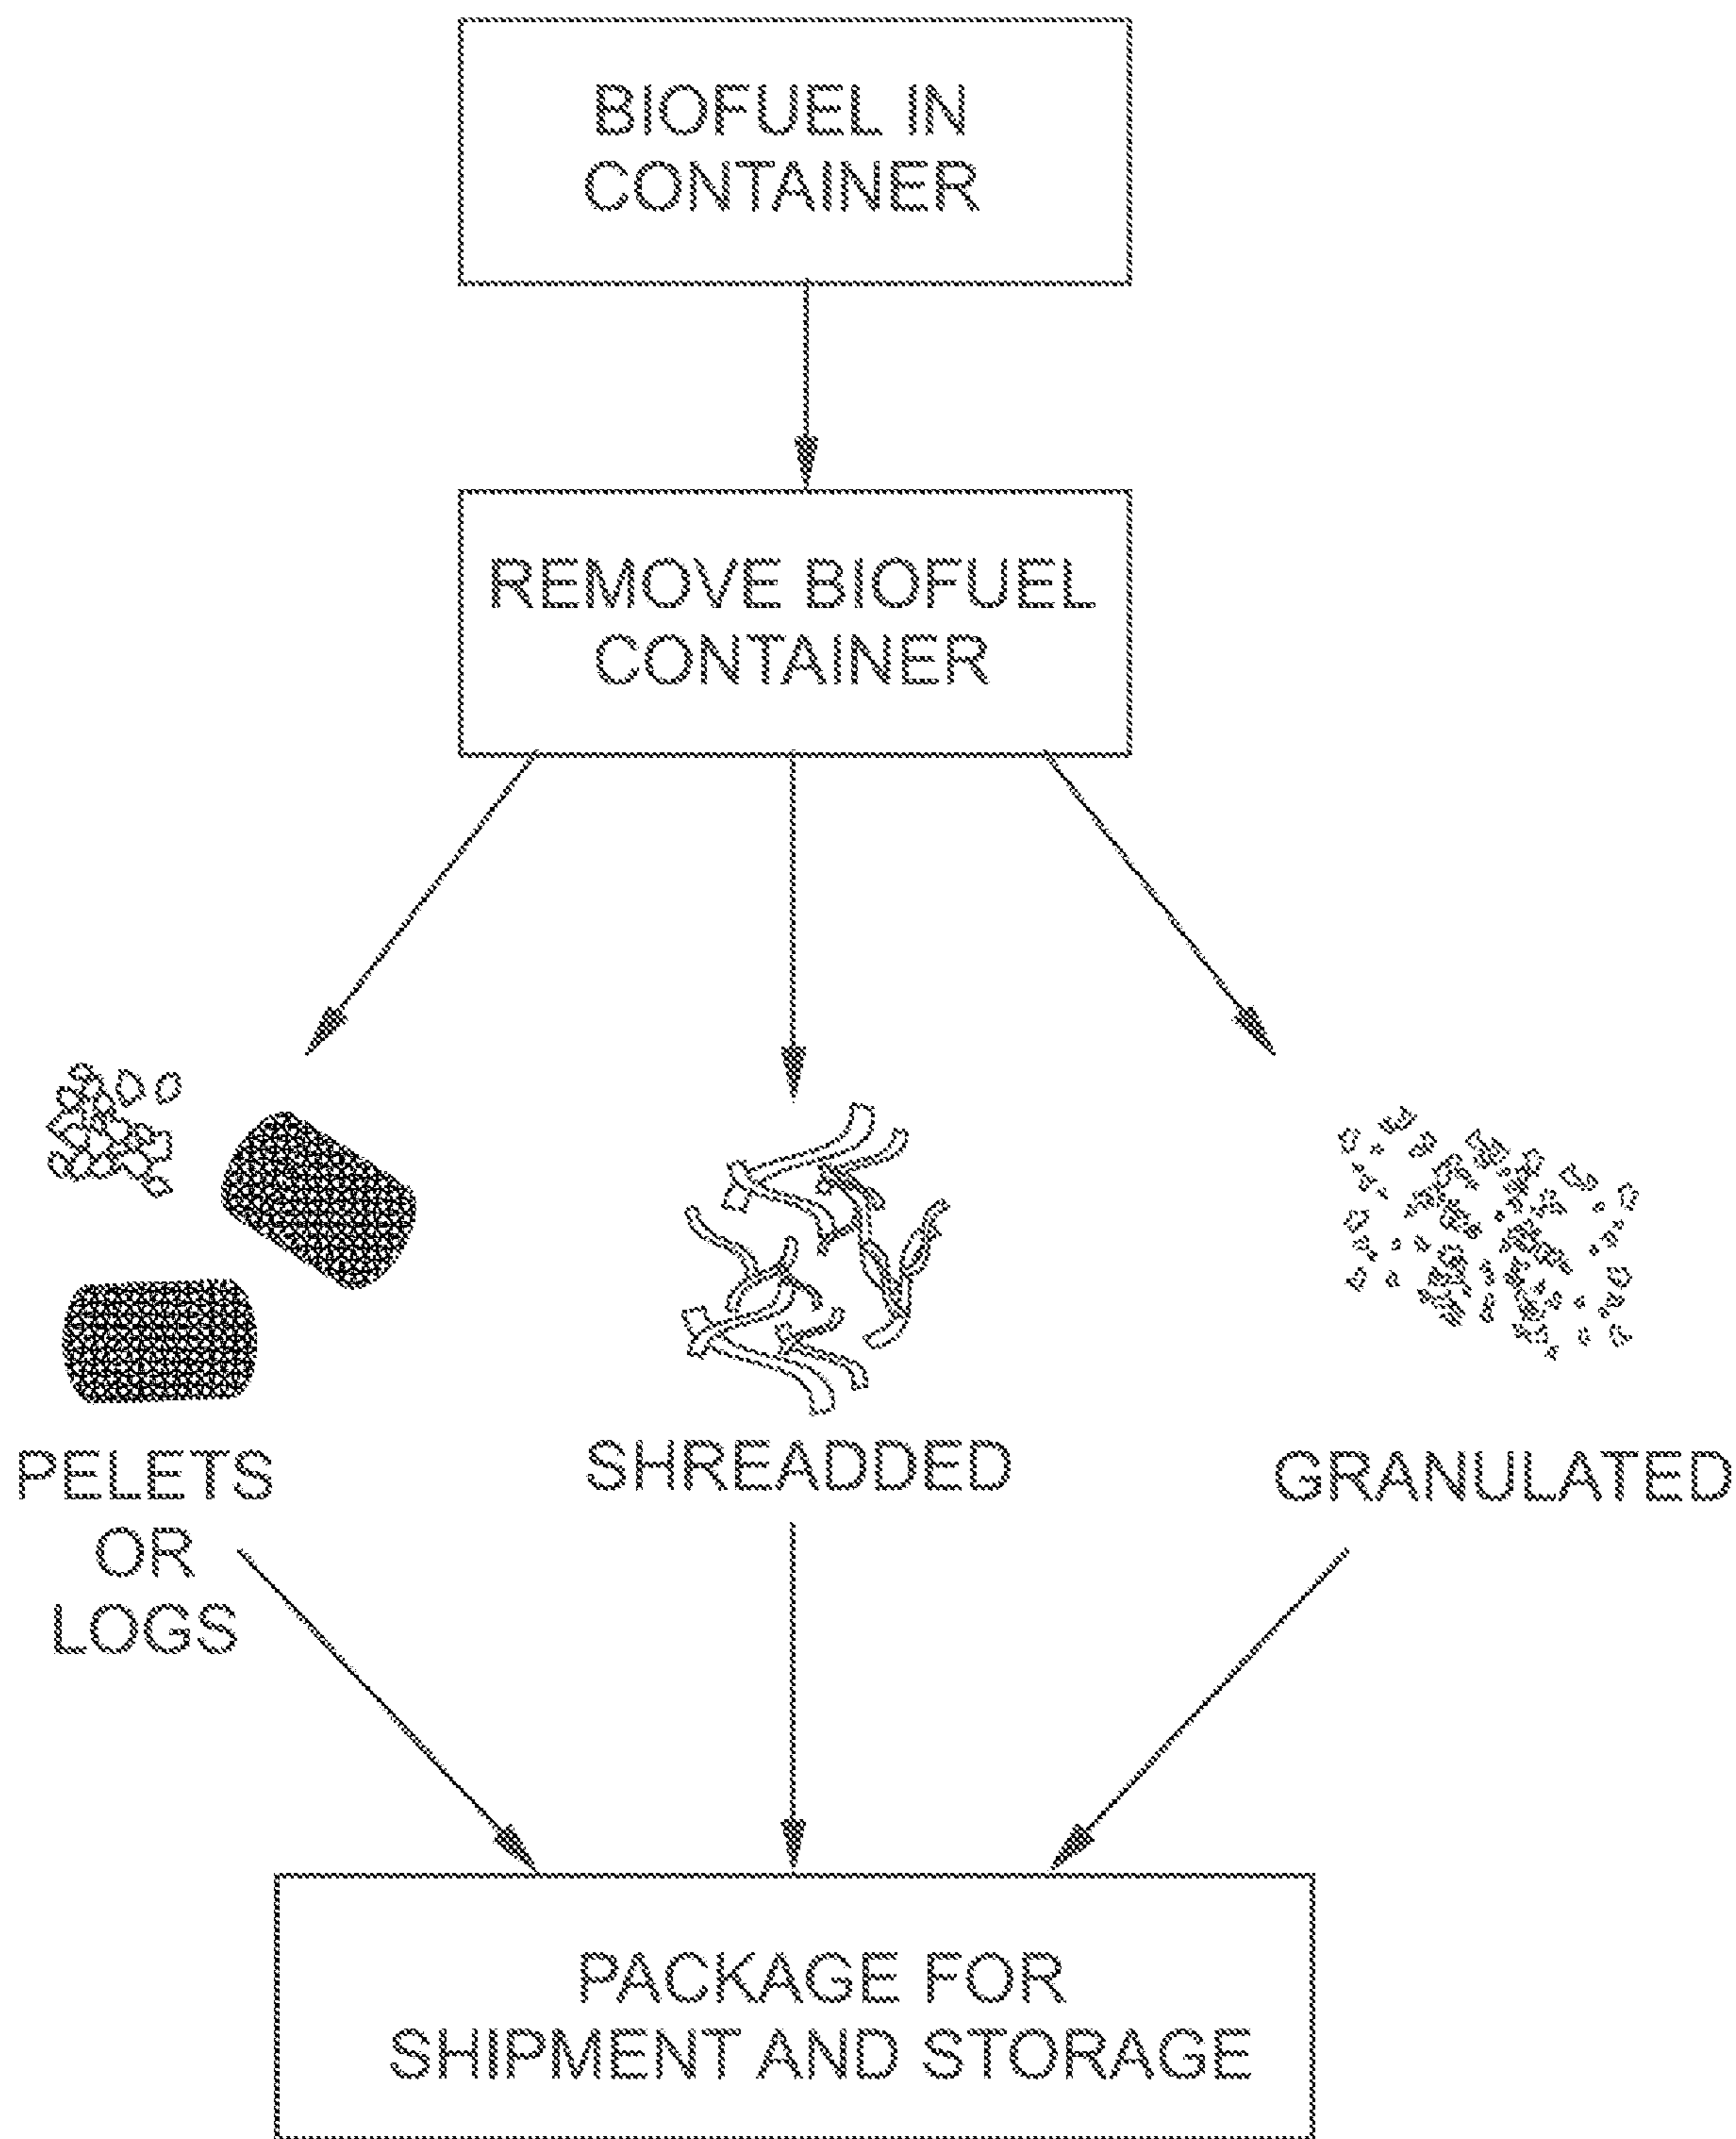 BIOFUEL IN
CONTAINER
REMOVE BIOFUEL
CONTAINER
PELETS
OR
LOGS
SHREADDED
GRANULATED
PACKAGE FOR
SHIPMENT AND STORAGE